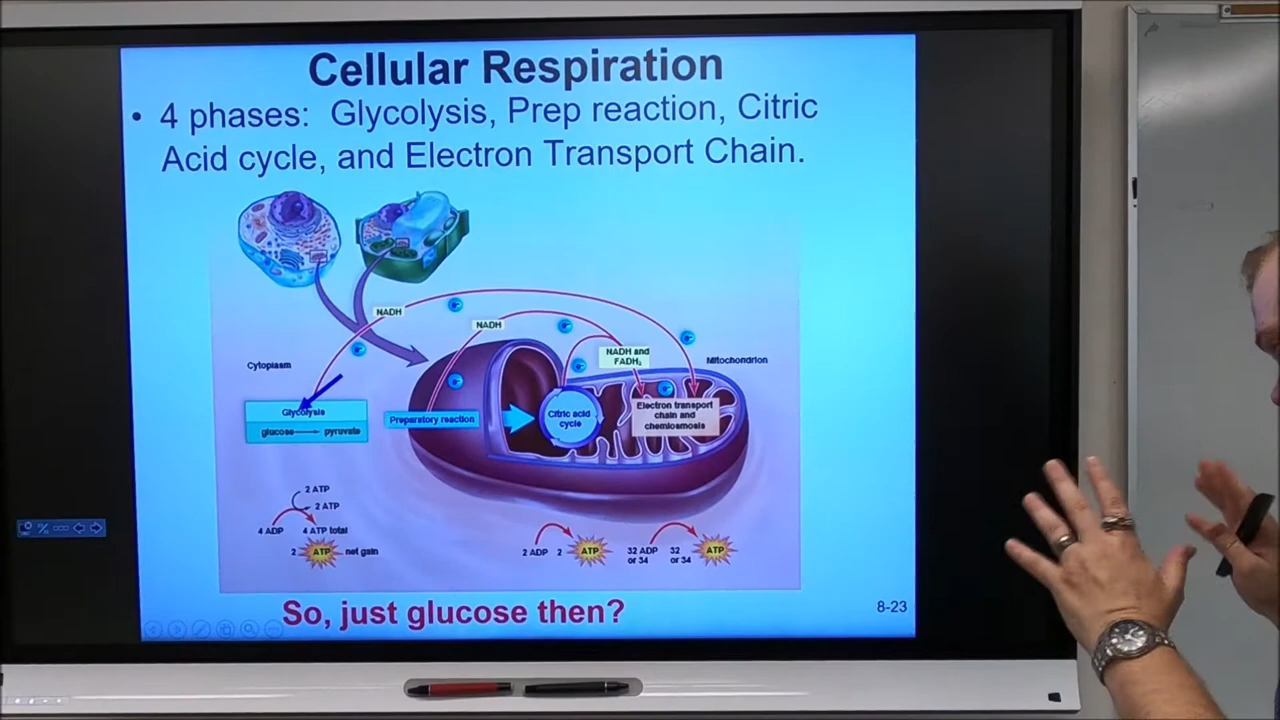 Cellular Respiration
• 4 phases: Glycolysis, Prep reaction, Citric
Acid cycle, and Electron Transport Chain.
NADH
NADH
NADH and
FADH₂
Cytoplasm
Mitochondrion
Glycolysis
glucose → pyruvate
Preparatory reaction
Citric acid
cycle
Electron transport
chain and
chemiosmosis
2 ATP
2 ATP
4 ADP 4 ATP total
2 ATP net gain
2 ADP 2 ATP
32 ADP 32 ATP
or 34 or 34
So, just glucose then?
8-23